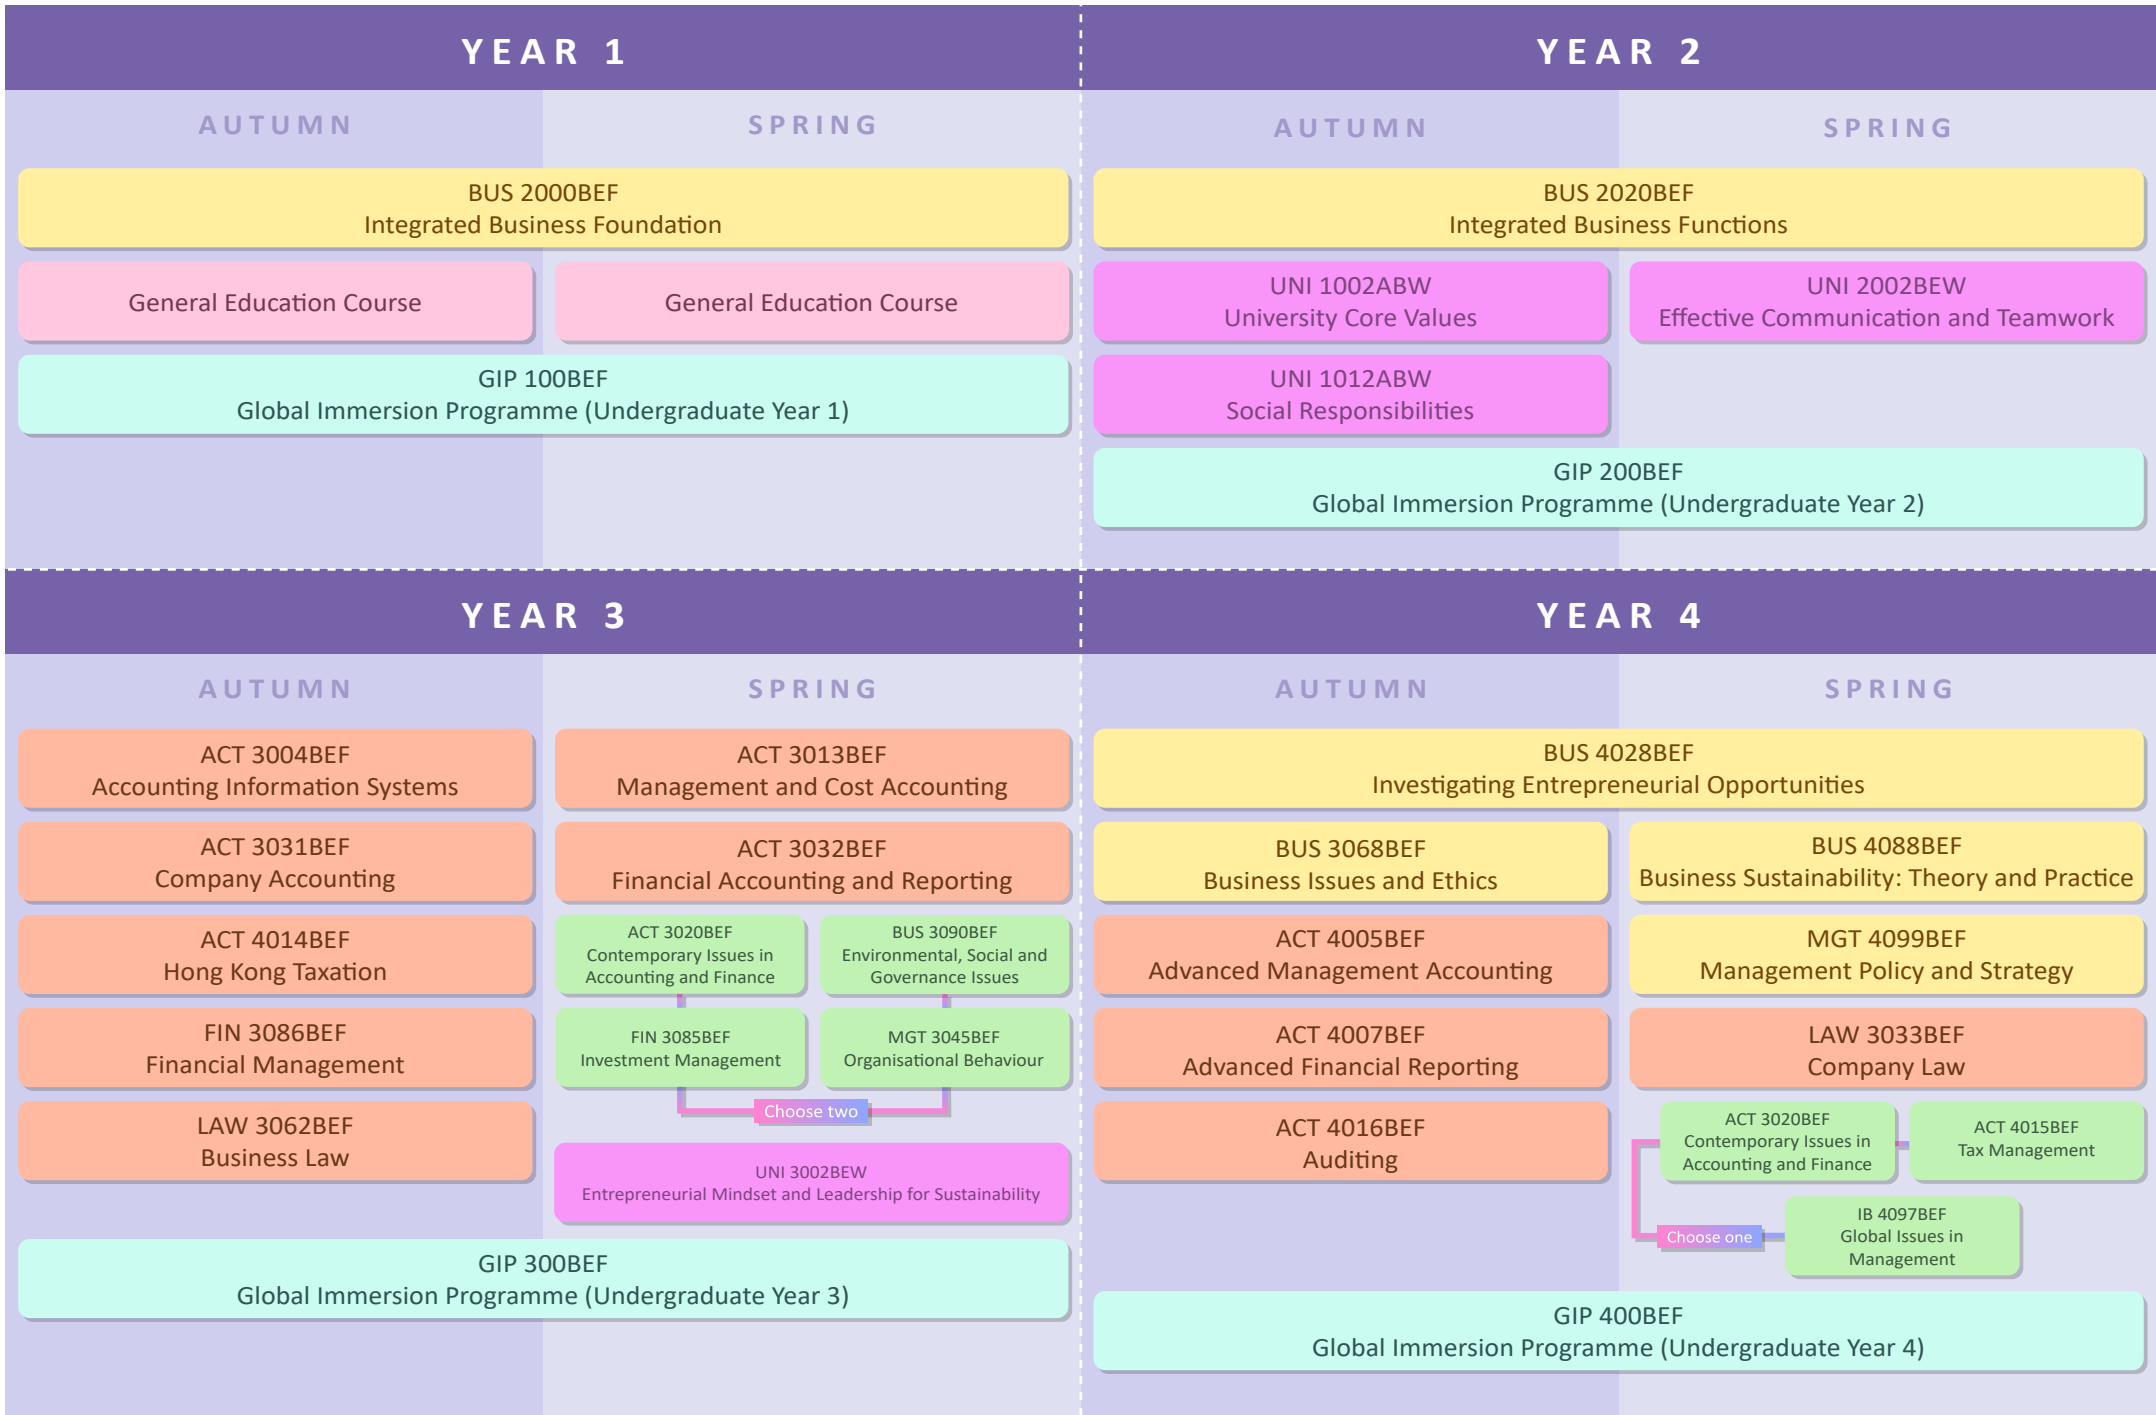 YEAR 1
AUTUMN
SPRING
BUS 2000BEF
Integrated Business Foundation
General Education Course
General Education Course
GIP 100BEF
Global Immersion Programme (Undergraduate Year 1)
YEAR 2
AUTUMN
SPRING
BUS 2020BEF
Integrated Business Functions
UNI 1002ABW
University Core Values
UNI 2002BEW
Effective Communication and Teamwork
UNI 1012ABW
Social Responsibilities
GIP 200BEF
Global Immersion Programme (Undergraduate Year 2)
YEAR 3
AUTUMN
SPRING
ACT 3004BEF
Accounting Information Systems
ACT 3031BEF
Company Accounting
ACT 4014BEF
Hong Kong Taxation
FIN 3086BEF
Financial Management
LAW 3062BEF
Business Law
ACT 3013BEF
Management and Cost Accounting
ACT 3032BEF
Financial Accounting and Reporting
ACT 3020BEF
Contemporary Issues in
Accounting and Finance
BUS 3090BEF
Environmental, Social and
Governance Issues
FIN 3085BEF
Investment Management
MGT 3045BEF
Organisational Behaviour
Choose two
UNI 3002BEW
Entrepreneurial Mindset and Leadership for Sustainability
GIP 300BEF
Global Immersion Programme (Undergraduate Year 3)
YEAR 4
AUTUMN
SPRING
BUS 4028BEF
Investigating Entrepreneurial Opportunities
BUS 3068BEF
Business Issues and Ethics
ACT 4005BEF
Advanced Management Accounting
ACT 4007BEF
Advanced Financial Reporting
ACT 4016BEF
Auditing
BUS 4088BEF
Business Sustainability: Theory and Practice
MGT 4099BEF
Management Policy and Strategy
LAW 3033BEF
Company Law
ACT 3020BEF
Contemporary Issues in
Accounting and Finance
ACT 4015BEF
Tax Management
Choose one
IB 4097BEF
Global Issues in
Management
GIP 400BEF
Global Immersion Programme (Undergraduate Year 4)